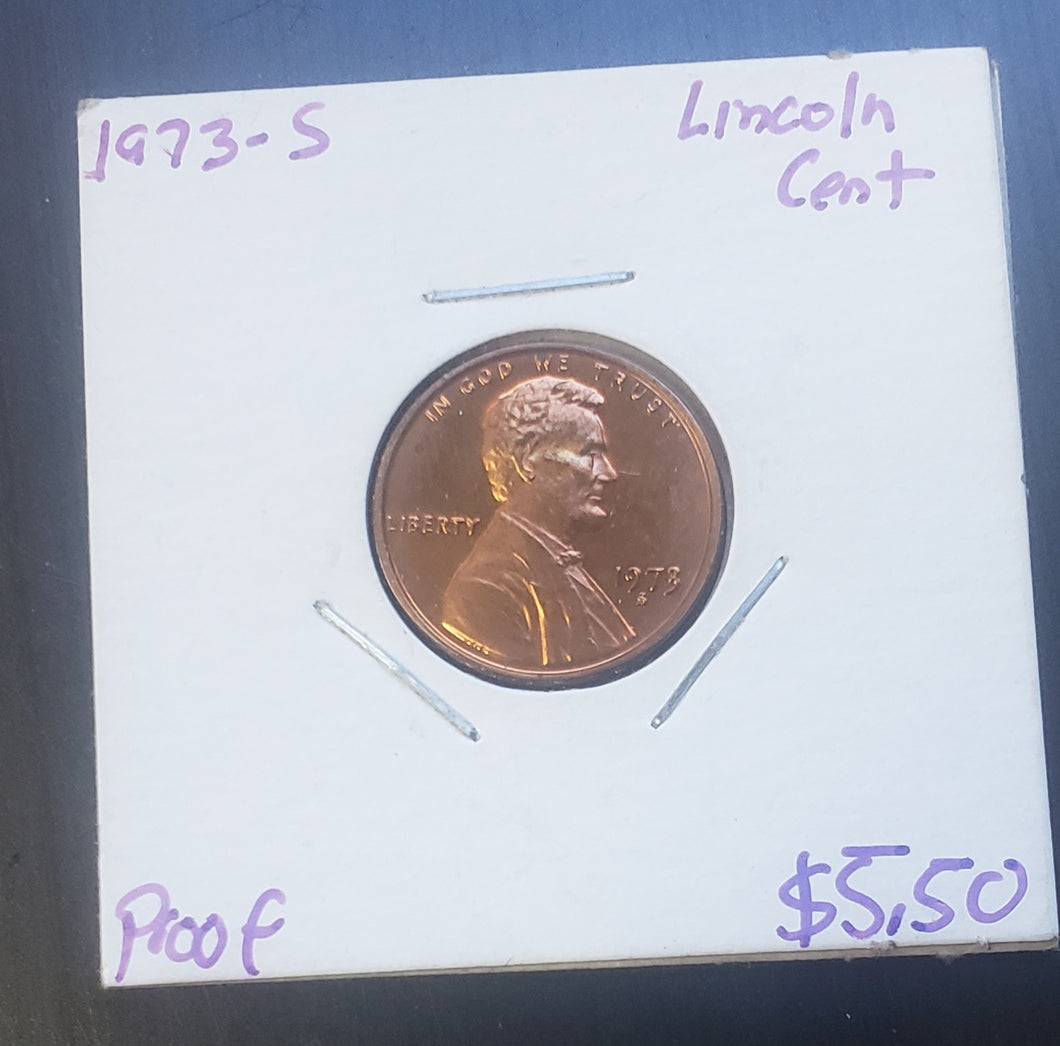 1973-S
Lincoln
Cent
IN GOD WE TRUST
LIBERTY
1973
S
Proof
$5.50